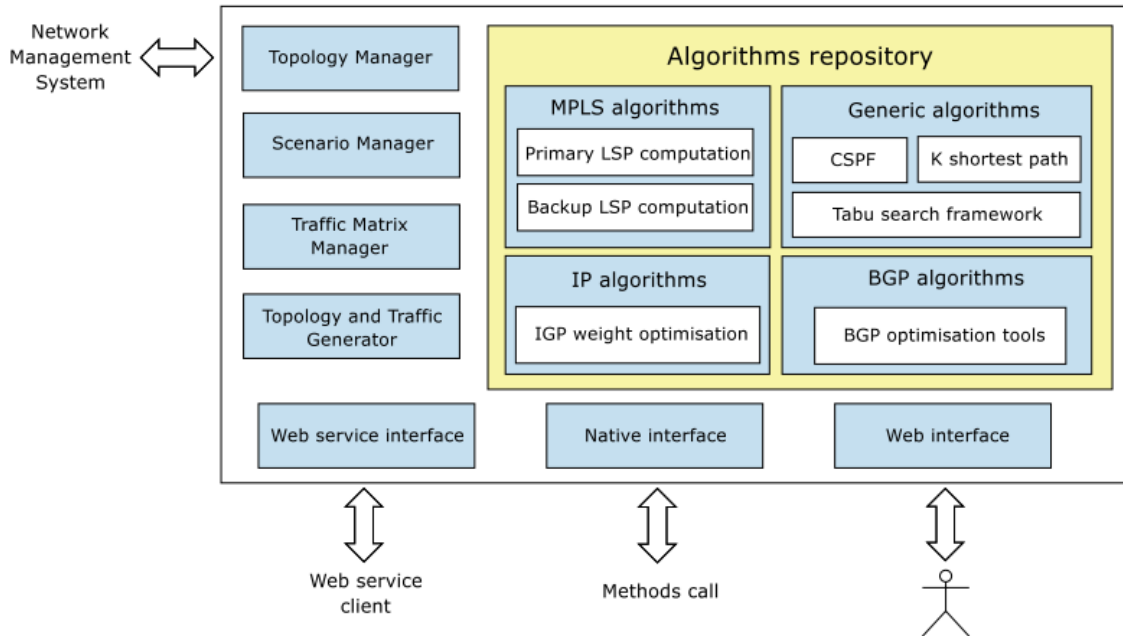 Network
Management
System
Topology Manager
Scenario Manager
Traffic Matrix
Manager
Topology and Traffic
Generator
Algorithms repository
MPLS algorithms
Primary LSP computation
Backup LSP computation
Generic algorithms
CSPF
K shortest path
Tabu search framework
IP algorithms
IGP weight optimisation
BGP algorithms
BGP optimisation tools
Web service interface
Native interface
Web interface
Web service
client
Methods call